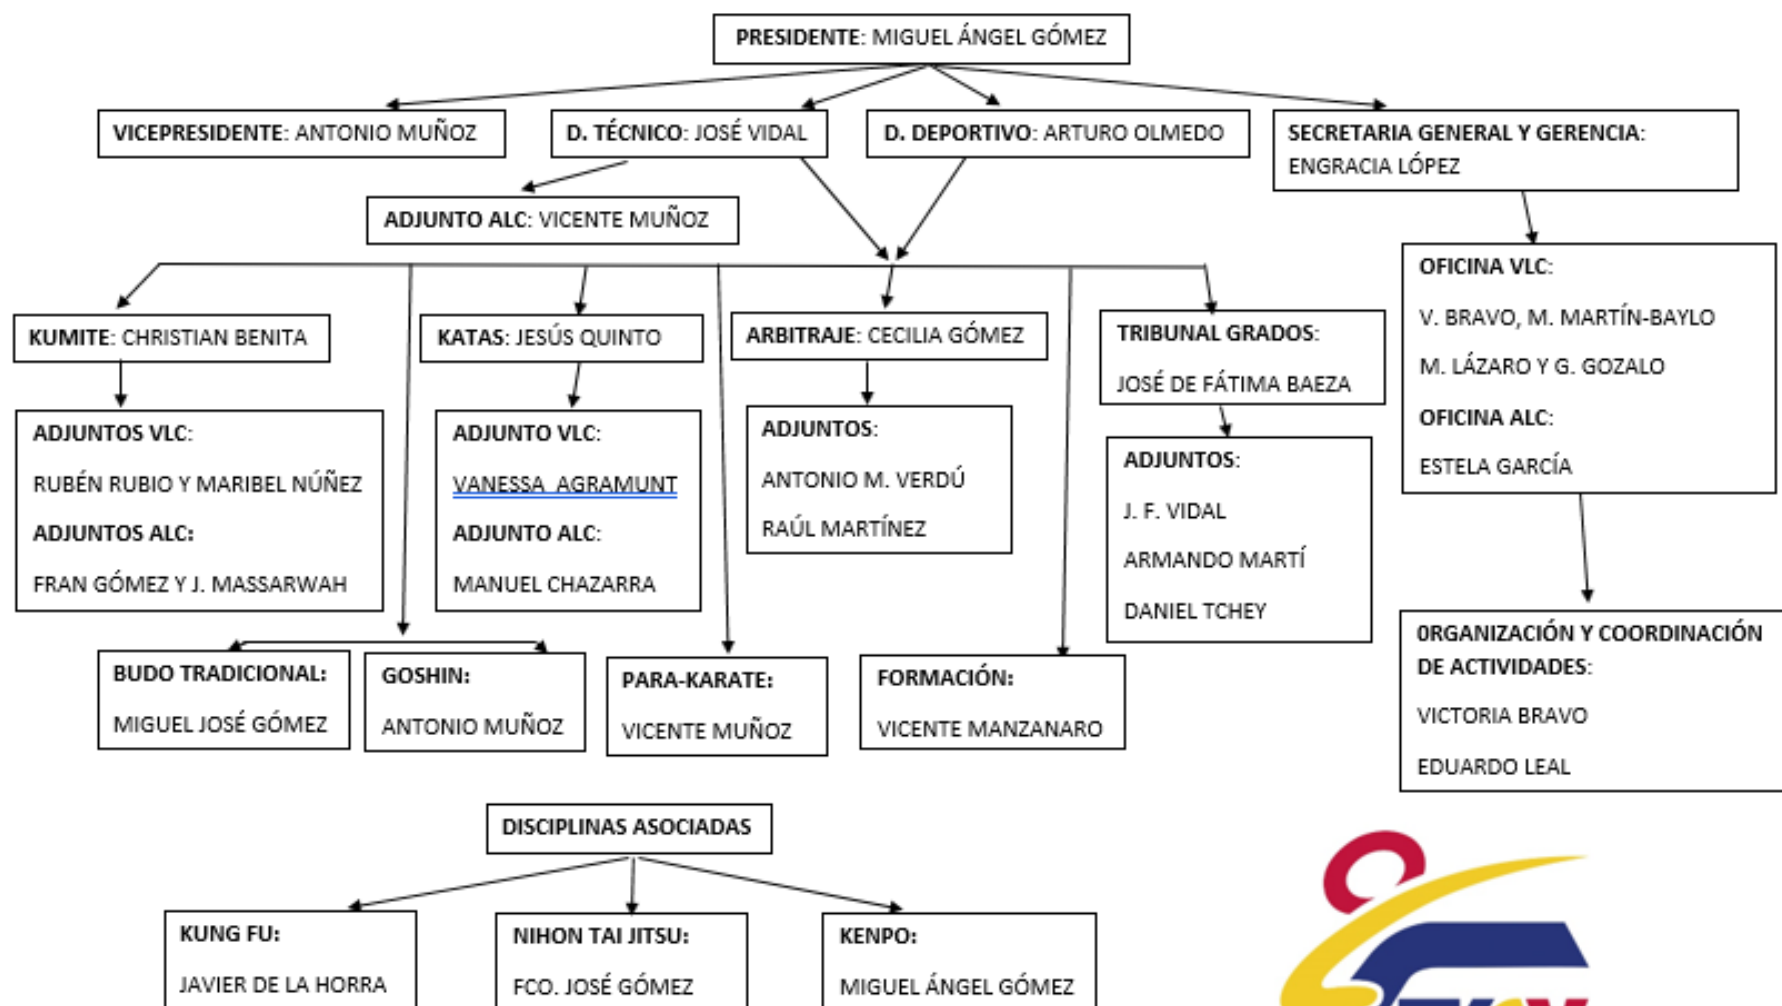 PRESIDENTE: MIGUEL ÁNGEL GÓMEZ
VICEPRESIDENTE: ANTONIO MUÑOZ
D. TÉCNICO: JOSÉ VIDAL
D. DEPORTIVO: ARTURO OLMEDO
SECRETARIA GENERAL Y GERENCIA:
ENGRACIA LÓPEZ
ADJUNTO ALC: VICENTE MUÑOZ
OFICINA VLC:
V. BRAVO, M. MARTÍN-BAYLO
M. LÁZARO Y G. GOZALO
OFICINA ALC:
ESTELA GARCÍA
KUMITE: CHRISTIAN BENITA
KATAS: JESÚS QUINTO
ARBITRAJE: CECILIA GÓMEZ
TRIBUNAL GRADOS:
JOSÉ DE FÁTIMA BAEZA
ADJUNTOS VLC:
RUBÉN RUBIO Y MARIBEL NÚÑEZ
ADJUNTOS ALC:
FRAN GÓMEZ Y J. MASSARWAH
ADJUNTO VLC:
VANESSA AGRAMUNT
ADJUNTO ALC:
MANUEL CHAZARRA
ADJUNTOS:
ANTONIO M. VERDÚ
RAÚL MARTÍNEZ
ADJUNTOS:
J. F. VIDAL
ARMANDO MARTÍ
DANIEL TCHEY
0RGANIZACIÓN Y COORDINACIÓN
DE ACTIVIDADES:
VICTORIA BRAVO
EDUARDO LEAL
BUDO TRADICIONAL:
MIGUEL JOSÉ GÓMEZ
GOSHIN:
ANTONIO MUÑOZ
PARA-KARATE:
VICENTE MUÑOZ
FORMACIÓN:
VICENTE MANZANARO
DISCIPLINAS ASOCIADAS
KUNG FU:
JAVIER DE LA HORRA
NIHON TAI JITSU:
FCO. JOSÉ GÓMEZ
KENPO:
MIGUEL ÁNGEL GÓMEZ